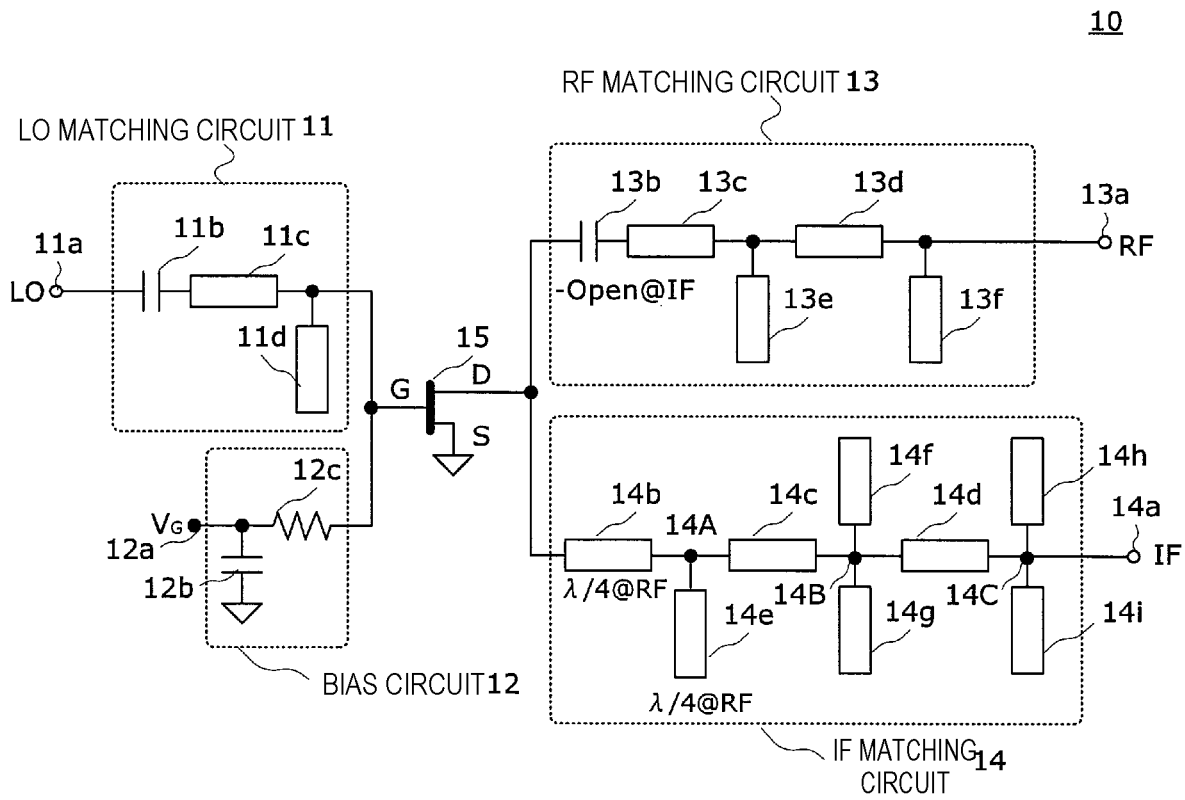 10
RF MATCHING CIRCUIT 13
LO MATCHING CIRCUIT 11
13b 13c 13d 13a
11a 11b 11c
LO RF
-Open@IF
11d 13e 13f
15
G D
S
12c 14f 14h
14b 14c 14d 14a
VG 14A
12a IF
12b λ/4@RF 14B 14C
14e 14g 14i
λ/4@RF
BIAS CIRCUIT 12
IF MATCHING 14
CIRCUIT